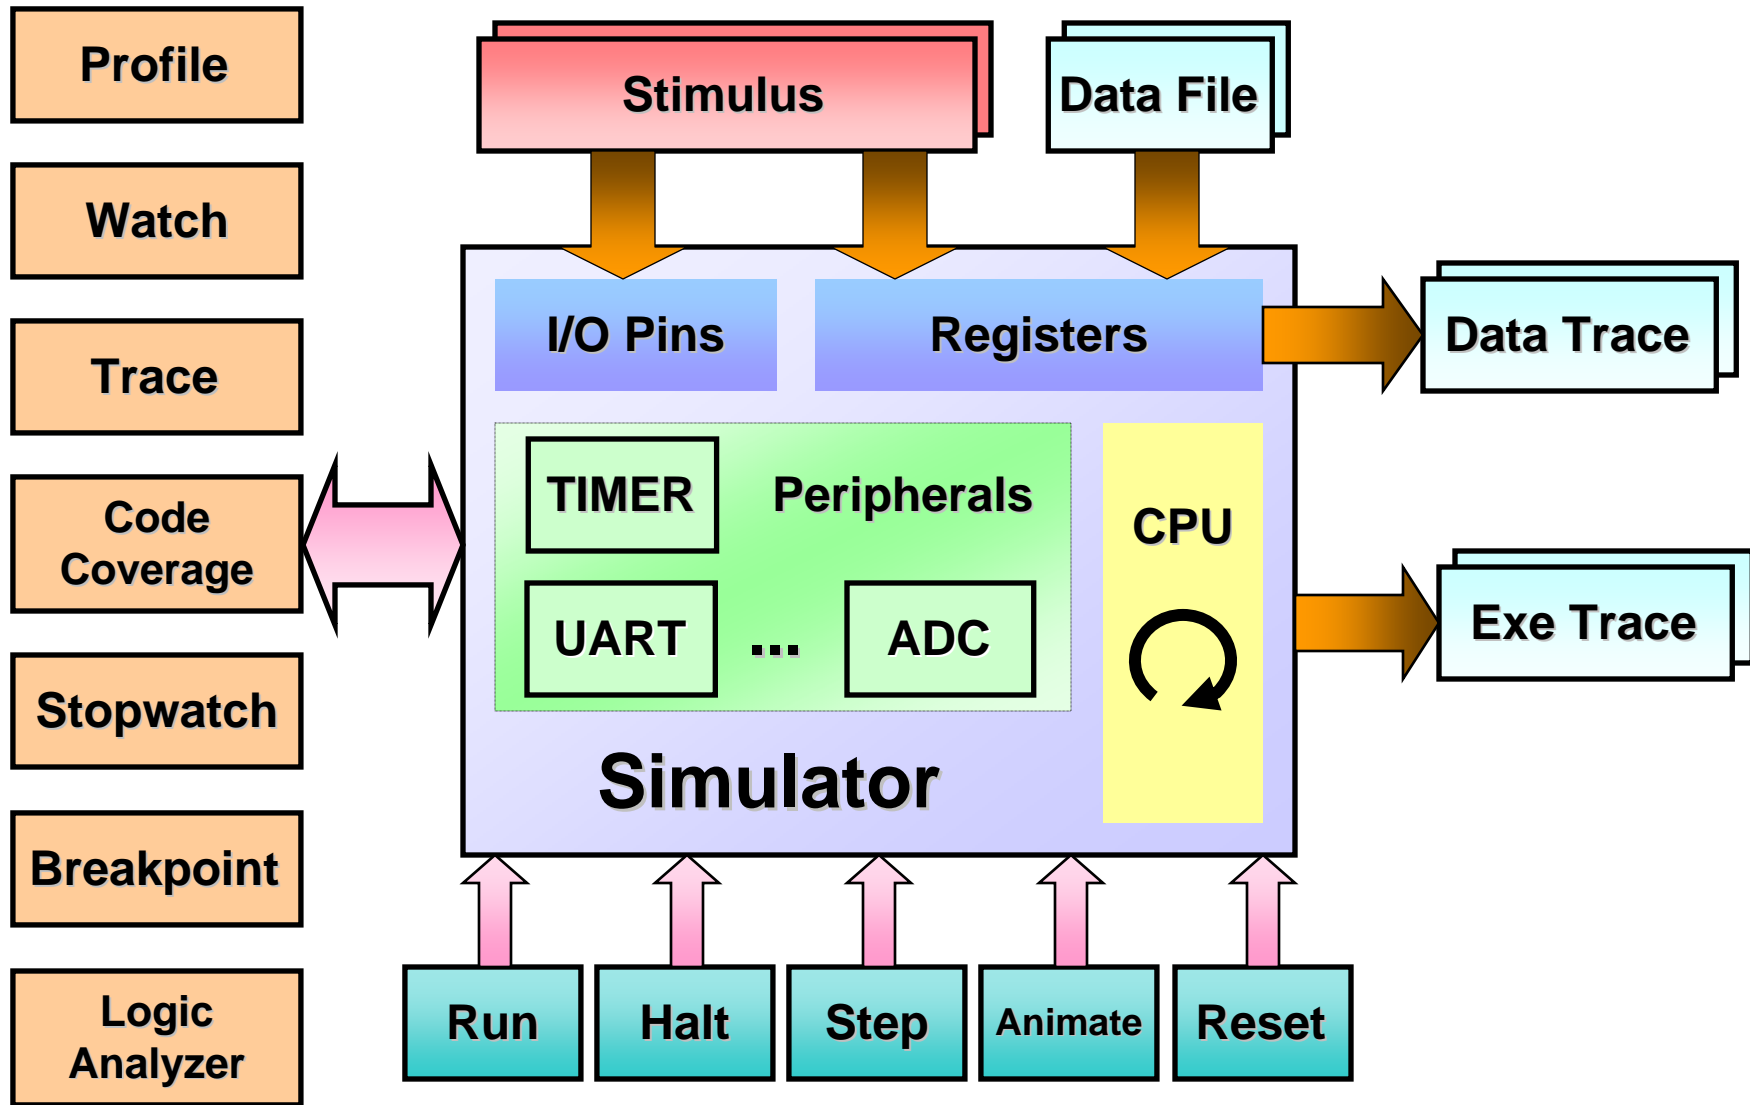 Profile
Watch
Trace
Code
Coverage
Stopwatch
Breakpoint
Logic
Analyzer
Stimulus
Data File
I/O Pins
Registers
TIMER
Peripherals
UART
...
ADC
CPU
Simulator
Data Trace
Exe Trace
Run
Halt
Step
Animate
Reset